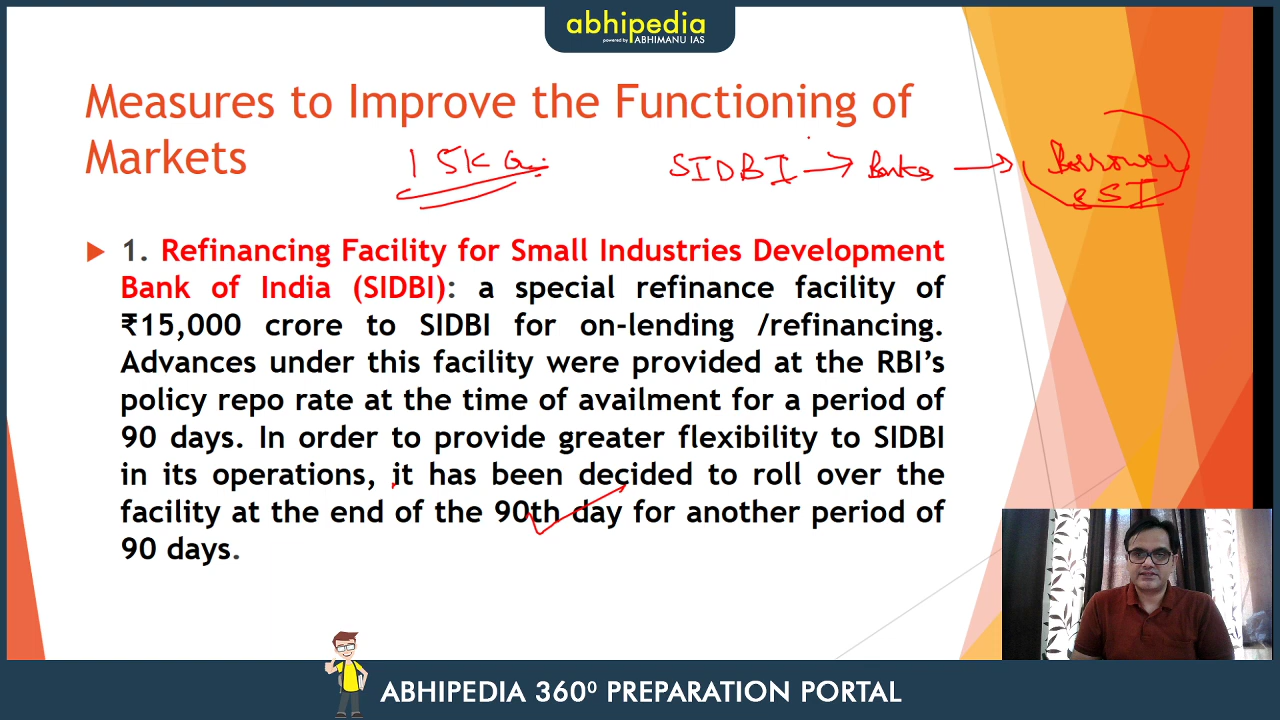 abhipedia
powered by ABHIMANU IAS
Measures to Improve the Functioning of
Markets
15K Cr.
SIDBI → Banks → Borrower
SSI
1. Refinancing Facility for Small Industries Development
Bank of India (SIDBI): a special refinance facility of
₹15,000 crore to SIDBI for on-lending /refinancing.
Advances under this facility were provided at the RBI’s
policy repo rate at the time of availment for a period of
90 days. In order to provide greater flexibility to SIDBI
in its operations, it has been decided to roll over the
facility at the end of the 90th day for another period of
90 days.
ABHIPEDIA 360⁰ PREPARATION PORTAL